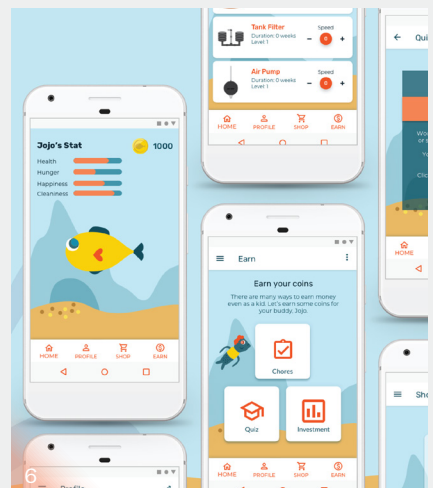 Tank Filter
Duration: 0 weeks
Level 1
Speed
- 0 +
Air Pump
Duration: 0 weeks
Level 1
Speed
- 0 +
HOME PROFILE SHOP EARN
Jojo's Stat
1000
Health
Hunger
Happiness
Cleaniness
HOME PROFILE SHOP EARN
Earn
Earn your coins
There are many ways to earn money
even as a kid. Let's earn some coins for
your buddy, Jojo.
Chores
Quiz
Investment
HOME PROFILE SHOP EARN
HOME
6